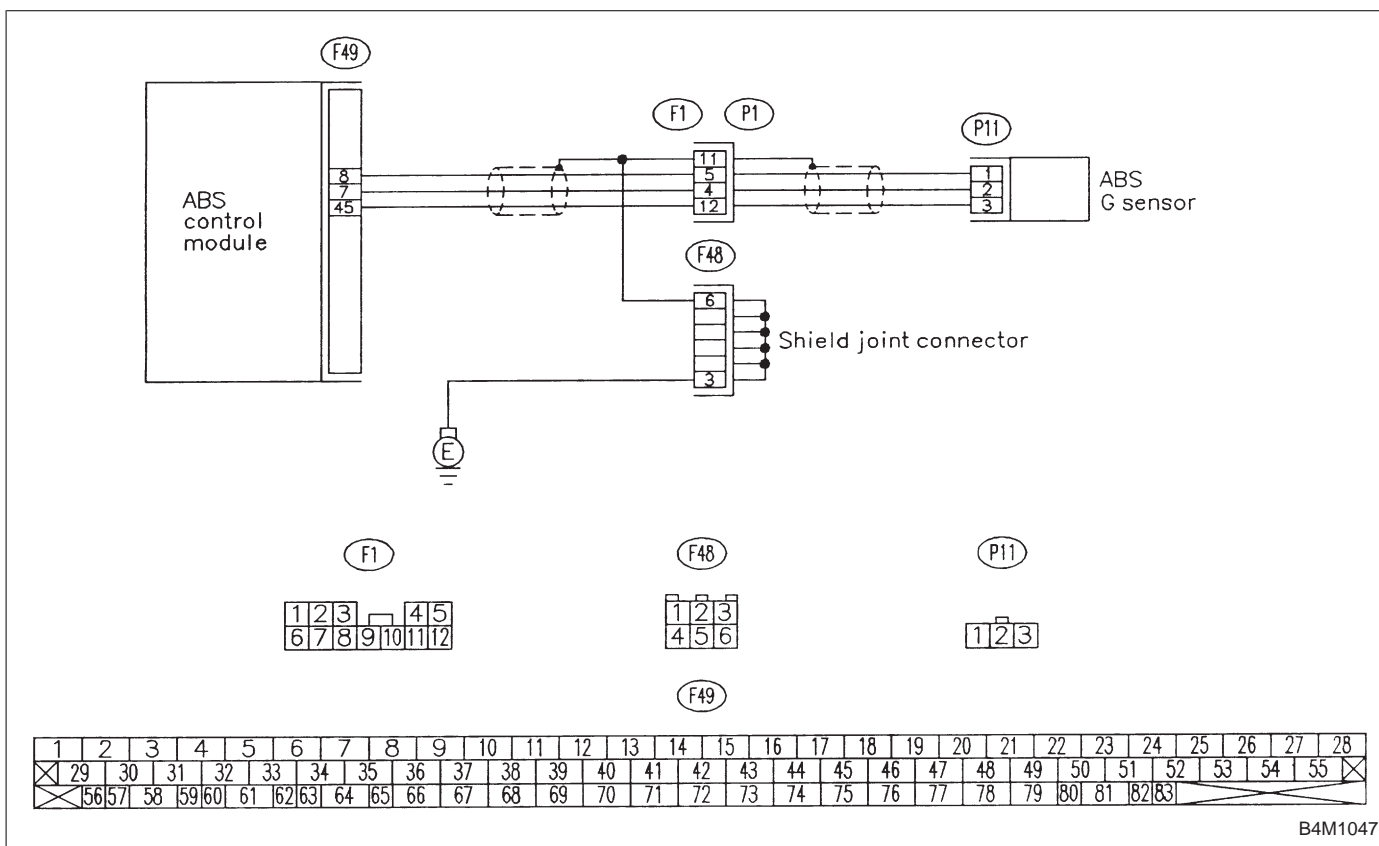 F49
F1 P1
P11
ABS
control
module
8
7
45
11
5
4
12
1
2
3
ABS
G sensor
F48
6
3
Shield joint connector
E
F1
F48
P11
1 2 3 4 5
6 7 8 9 10 11 12
1 2 3
4 5 6
1 2 3
F49
1 2 3 4 5 6 7 8 9 10 11 12 13 14 15 16 17 18 19 20 21 22 23 24 25 26 27 28
29 30 31 32 33 34 35 36 37 38 39 40 41 42 43 44 45 46 47 48 49 50 51 52 53 54 55
56 57 58 59 60 61 62 63 64 65 66 67 68 69 70 71 72 73 74 75 76 77 78 79 80 81 82 83
B4M1047